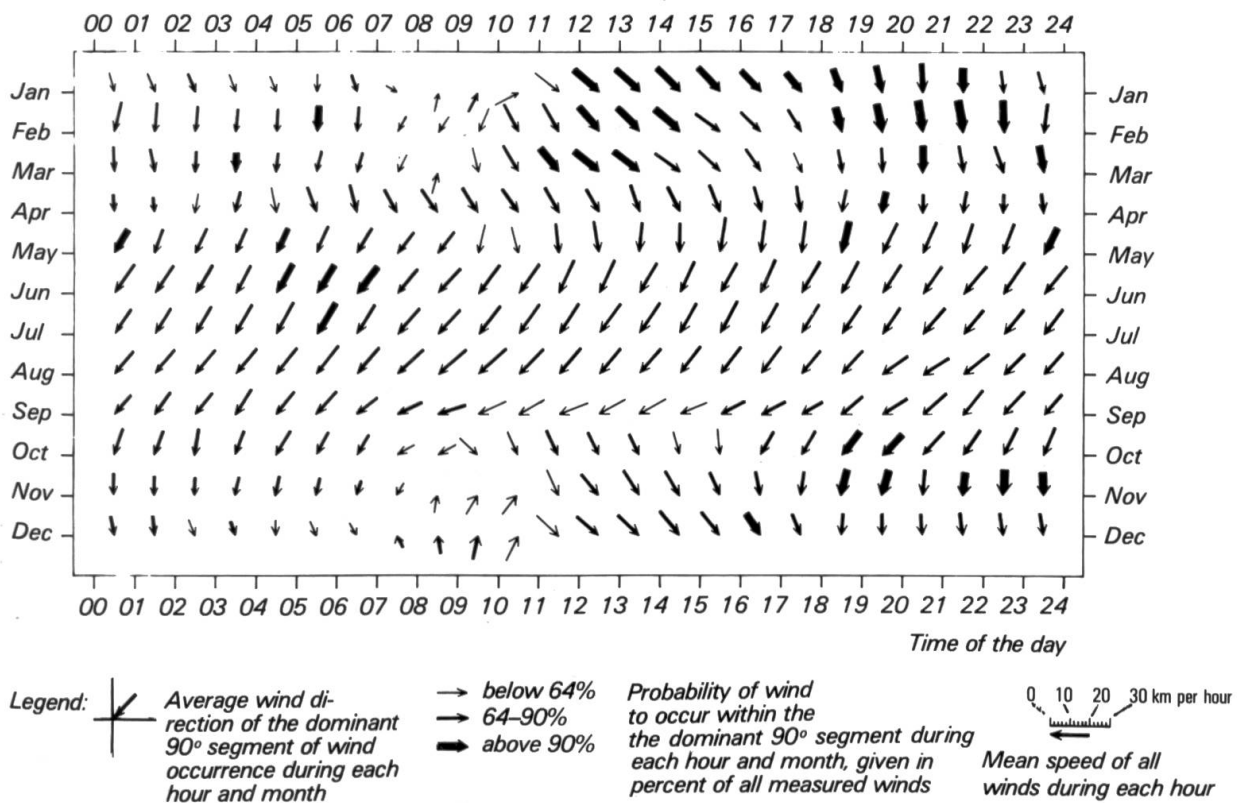 00 01 02 03 04 05 06 07 08 09 10 11 12 13 14 15 16 17 18 19 20 21 22 23 24
Jan Jan
Feb Feb
Mar Mar
Apr Apr
May May
Jun Jun
Jul Jul
Aug Aug
Sep Sep
Oct Oct
Nov Nov
Dec Dec
00 01 02 03 04 05 06 07 08 09 10 11 12 13 14 15 16 17 18 19 20 21 22 23 24
Time of the day
Legend:
Average wind di-
rection of the dominant
90° segment of wind
occurrence during each
hour and month
below 64%
64–90%
above 90%
Probability of wind
to occur within the
the dominant 90° segment during
each hour and month, given in
percent of all measured winds
0 10 20 30 km per hour
Mean speed of all
winds during each hour